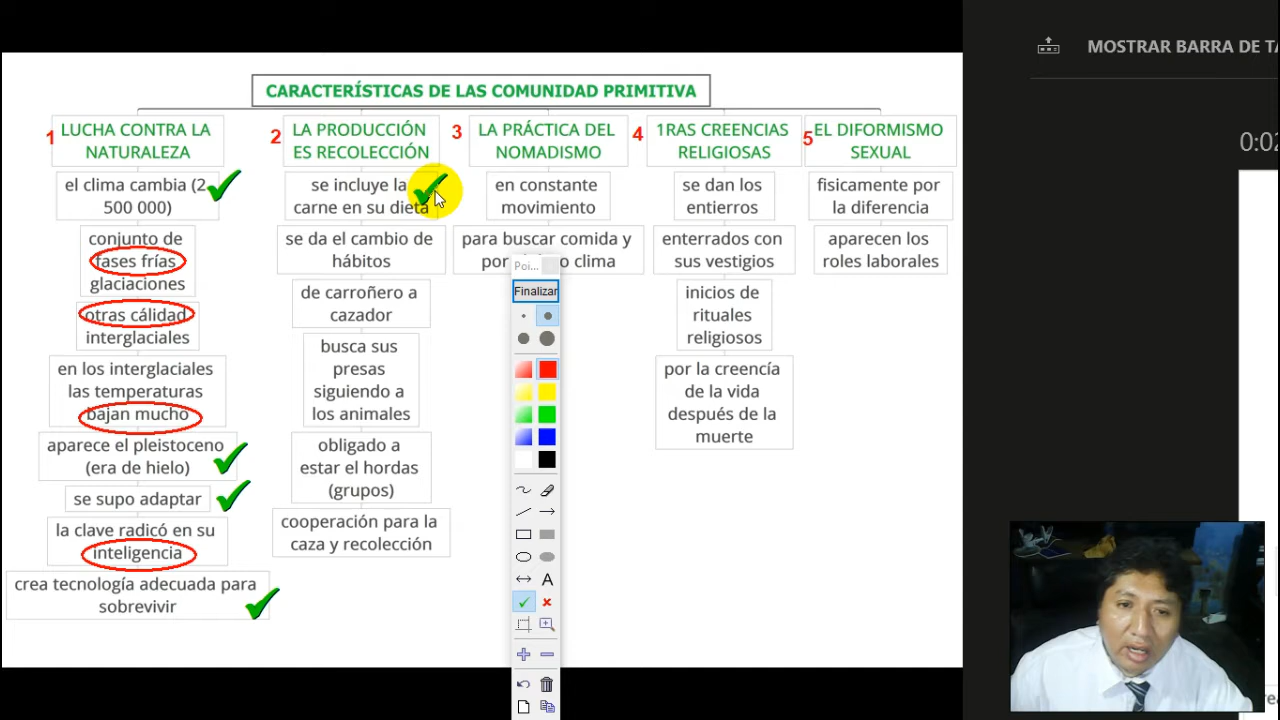 CARACTERÍSTICAS DE LAS COMUNIDAD PRIMITIVA
1
LUCHA CONTRA LA
NATURALEZA
el clima cambia (2
500 000)
conjunto de
fases frías
glaciaciones
otras cálidad
interglaciales
en los interglaciales
las temperaturas
bajan mucho
aparece el pleistoceno
(era de hielo)
se supo adaptar
la clave radicó en su
inteligencia
crea tecnología adecuada para
sobrevivir
2
LA PRODUCCIÓN
ES RECOLECCIÓN
se incluye la
carne en su dieta
se da el cambio de
hábitos
de carroñero a
cazador
busca sus
presas
siguiendo a
los animales
obligado a
estar el hordas
(grupos)
cooperación para la
caza y recolección
3
LA PRÁCTICA DEL
NOMADISMO
en constante
movimiento
para buscar comida y
clima
4
1RAS CREENCIAS
RELIGIOSAS
se dan los
entierros
enterrados con
sus vestigios
inicios de
rituales
religiosos
por la creencía
de la vida
después de la
muerte
5
EL DIFORMISMO
SEXUAL
fisicamente por
la diferencia
aparecen los
roles laborales
Poi...
Finalizar
A
MOSTRAR BARRA DE TA
0:02